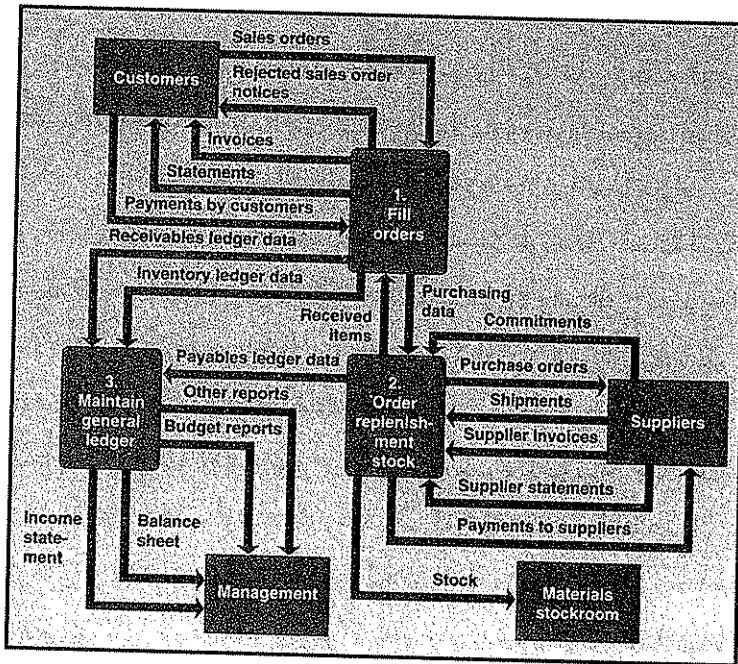 Sales orders
Customers
Rejected sales order
notices
Invoices
Statements
1.
Fill
orders
Payments by customers
Receivables ledger data
Inventory ledger data
Received
items
Purchasing
data
Commitments
Payables ledger data
Purchase orders
3.
Maintain
general
ledger
Other reports
Budget reports
2.
Order
replenish-
ment
stock
Shipments
Suppliers
Supplier invoices
Supplier statements
Payments to suppliers
Income
state-
ment
Balance
sheet
Management
Stock
Materials
stockroom